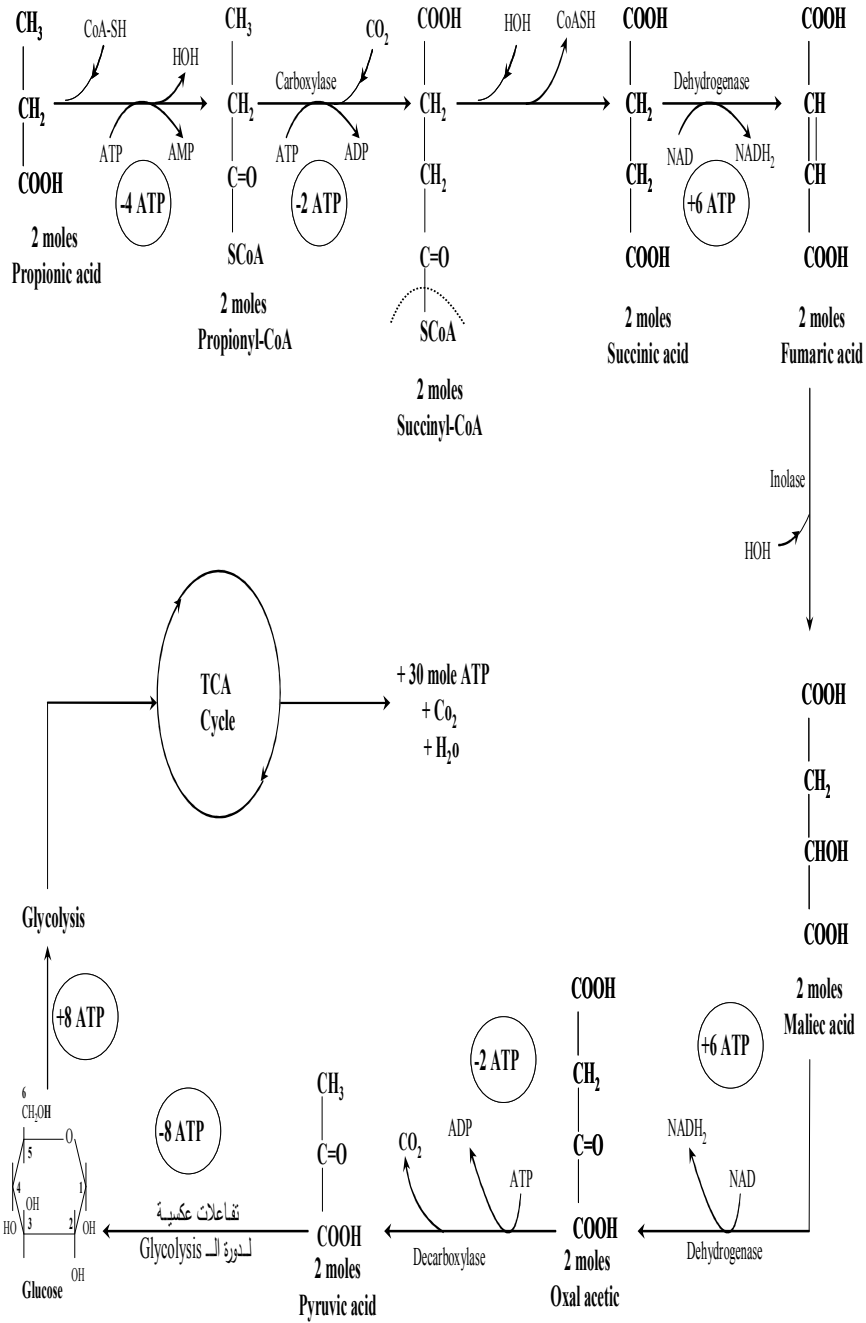 CH3
CoA-SH
HOH
CH2
ATP
AMP
COOH
-4 ATP
2 moles
Propionic acid
CH3
CO2
Carboxylase
CH2
ATP
ADP
C=O
-2 ATP
SCoA
2 moles
Propionyl-CoA
COOH
HOH
CoASH
CH2
CH2
C=O
SCoA
2 moles
Succinyl-CoA
COOH
Dehydrogenase
CH2
NAD
NADH2
CH2
+6 ATP
COOH
2 moles
Succinic acid
COOH
CH
CH
COOH
2 moles
Fumaric acid
Inolase
HOH
COOH
CH2
CHOH
COOH
2 moles
Maliec acid
+6 ATP
NADH2
NAD
Dehydrogenase
COOH
CH2
C=O
COOH
2 moles
Oxal acetic
-2 ATP
ADP
CO2
ATP
Decarboxylase
CH3
C=O
COOH
2 moles
Pyruvic acid
-8 ATP
تفاعلات عكسية
لدورة الـ Glycolysis
6
CH2OH
O
5
4
1
OH
HO
3
2
OH
OH
Glucose
+8 ATP
Glycolysis
TCA
Cycle
+ 30 mole ATP
+ Co2
+ H2o